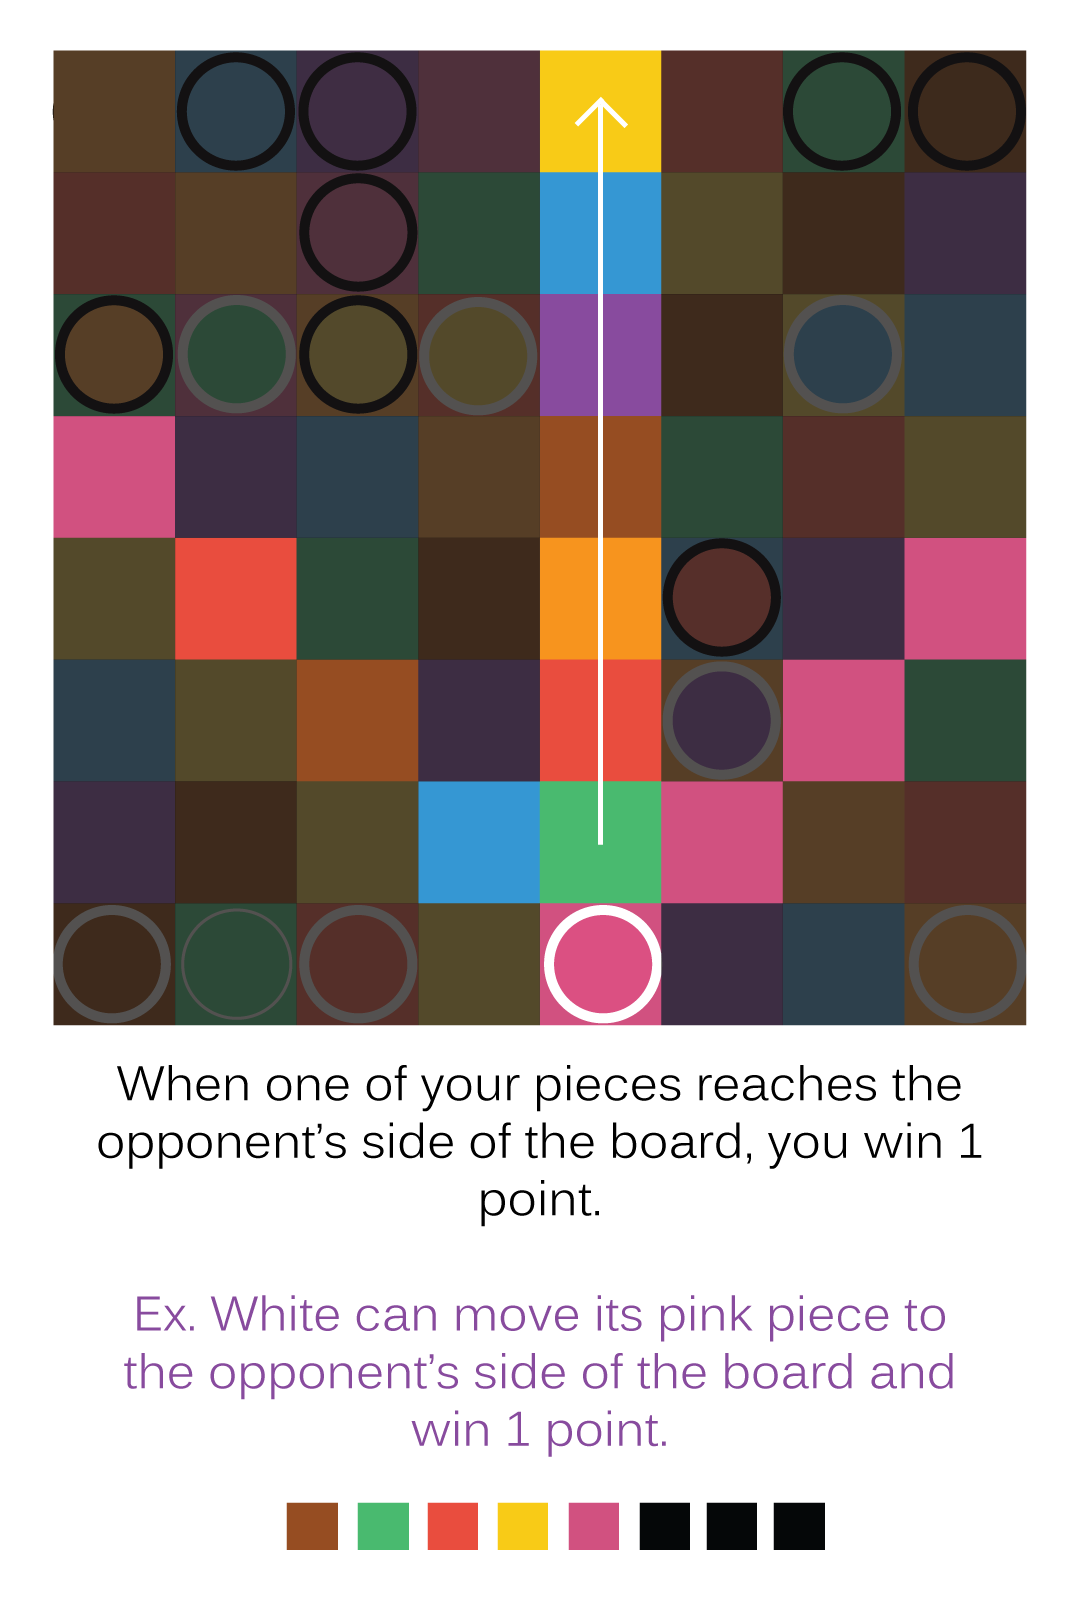 When one of your pieces reaches the
opponent’s side of the board, you win 1
point.
Ex. White can move its pink piece to
the opponent’s side of the board and
win 1 point.